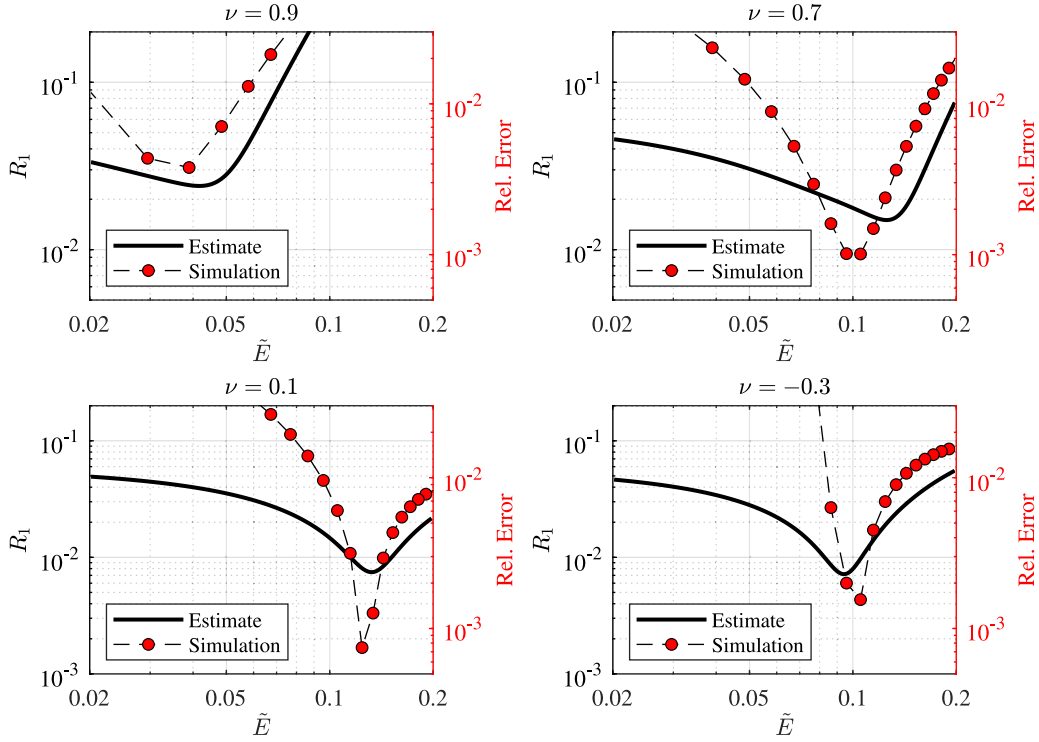 ν = 0.9
10⁻¹
10⁻²
R₁
10⁻²
10⁻³
Rel. Error
Estimate
Simulation
0.02
0.05
0.1
0.2
Ẽ
ν = 0.7
10⁻¹
10⁻²
R₁
10⁻²
10⁻³
Rel. Error
Estimate
Simulation
0.02
0.05
0.1
0.2
Ẽ
ν = 0.1
10⁻¹
10⁻²
10⁻³
R₁
10⁻²
10⁻³
Rel. Error
Estimate
Simulation
0.02
0.05
0.1
0.2
Ẽ
ν = −0.3
10⁻¹
10⁻²
10⁻³
R₁
10⁻²
10⁻³
Rel. Error
Estimate
Simulation
0.02
0.05
0.1
0.2
Ẽ